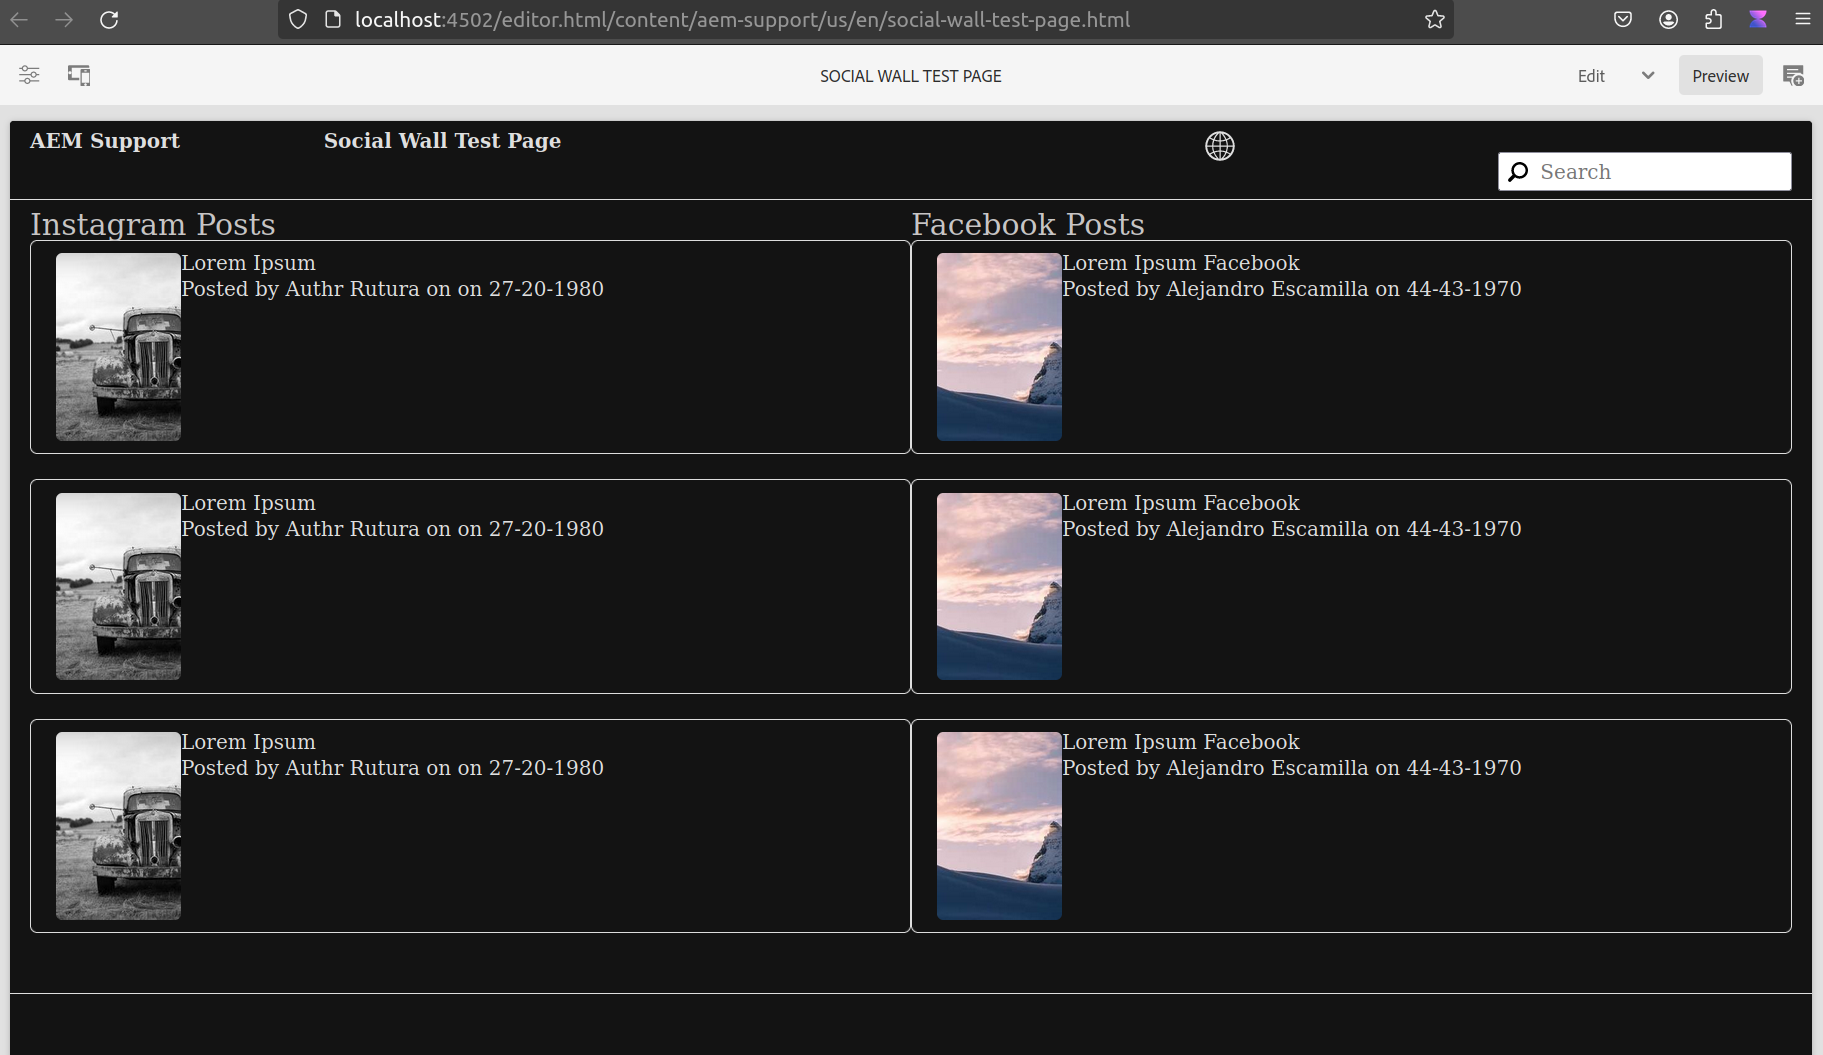 localhost:4502/editor.html/content/aem-support/us/en/social-wall-test-page.html
SOCIAL WALL TEST PAGE
Edit
Preview
AEM Support
Social Wall Test Page
Search
Instagram Posts
Lorem Ipsum
Posted by Authr Rutura on on 27-20-1980
Lorem Ipsum
Posted by Authr Rutura on on 27-20-1980
Lorem Ipsum
Posted by Authr Rutura on on 27-20-1980
Facebook Posts
Lorem Ipsum Facebook
Posted by Alejandro Escamilla on 44-43-1970
Lorem Ipsum Facebook
Posted by Alejandro Escamilla on 44-43-1970
Lorem Ipsum Facebook
Posted by Alejandro Escamilla on 44-43-1970